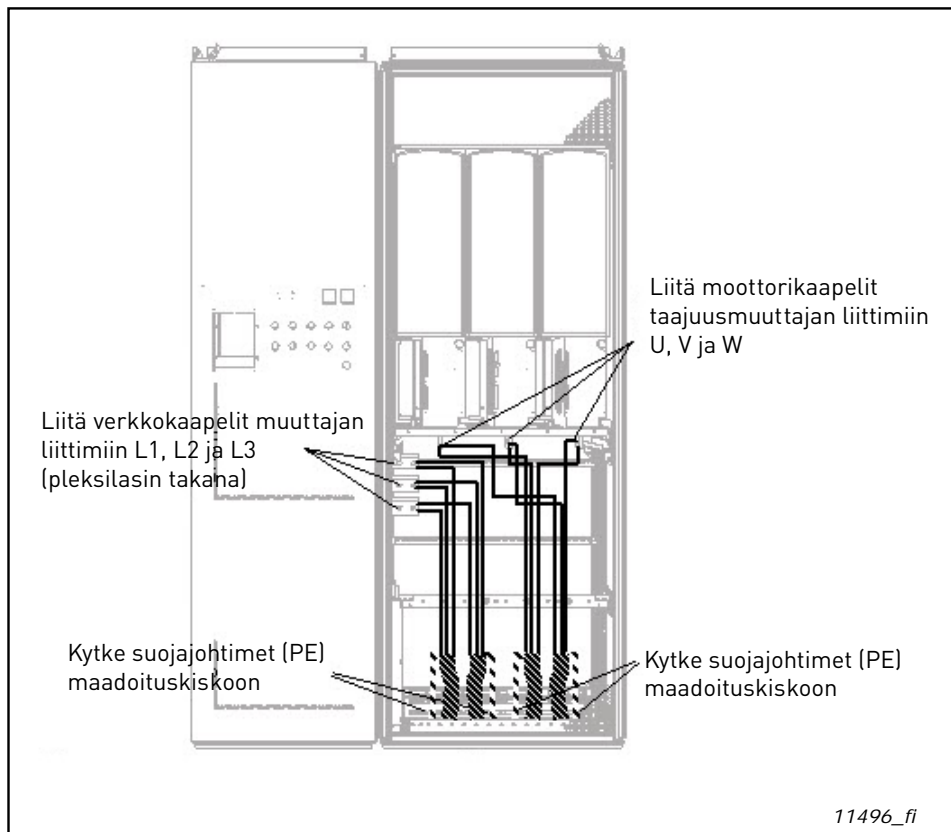 Liitä moottorikaapelit
taajuusmuuttajan liittimiin
U, V ja W
Liitä verkkokaapelit muuttajan
liittimiin L1, L2 ja L3
(pleksilasin takana)
Kytke suojajohtimet (PE)
maadoituskiskoon
Kytke suojajohtimet (PE)
maadoituskiskoon
11496_fi